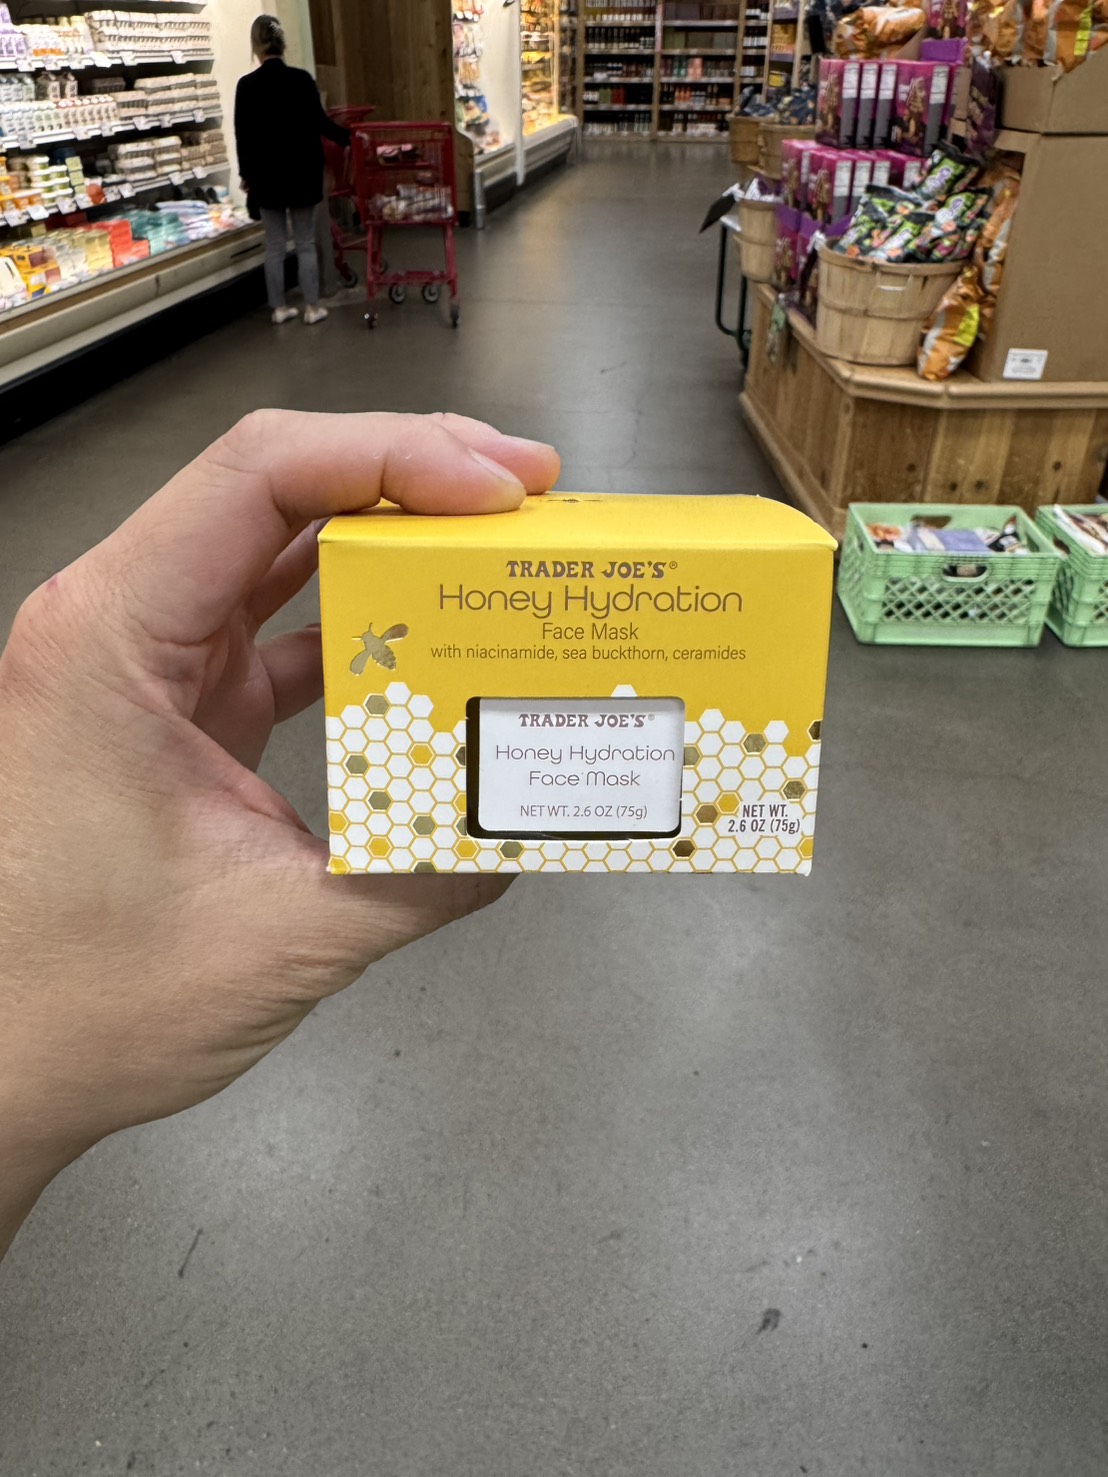 TRADER JOE'S®
Honey Hydration
Face Mask
with niacinamide, sea buckthorn, ceramides
TRADER JOE'S®
Honey Hydration
Face Mask
NET WT. 2.6 OZ (75g)
NET WT.
2.6 OZ (75g)